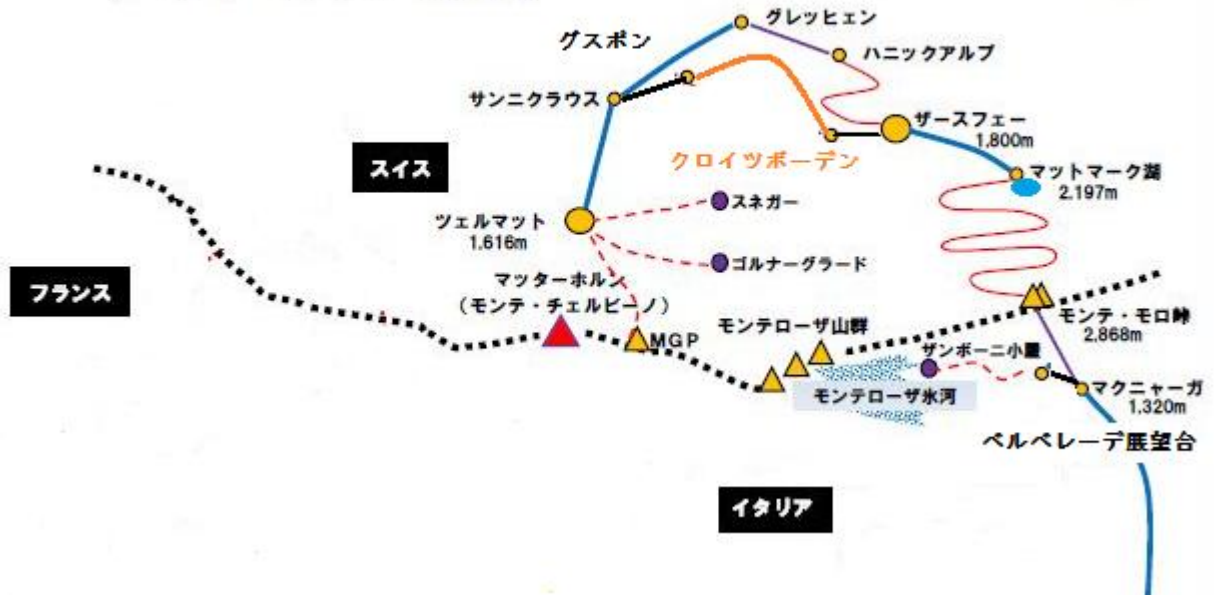 グレッヒェン
グスポン
ハニックアルプ
サンニクラウス
ザースフェー
1,800m
クロイツボーデン
スイス
マットマーク湖
2,197m
スネガー
ツェルマット
1,616m
ゴルナーグラード
マッターホルン
(モンテ・チェルビーノ)
フランス
モンテローザ山群
モンテ・モロ峠
2,868m
MGP
ザンボーニ小屋
モンテローザ氷河
マクニャーガ
1,320m
ベルベレーデ展望台
イタリア